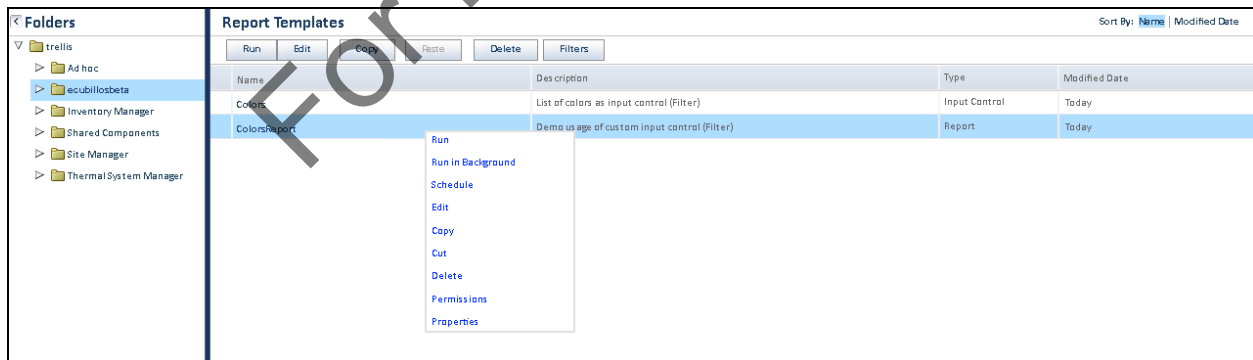 Folders
trellis
Ad hoc
ecubillosbeta
Inventory Manager
Shared Components
Site Manager
Thermal System Manager
Report Templates
Sort By: Name | Modified Date
Run Edit Copy Paste Delete Filters
Name Description Type Modified Date
Colors List of colors as input control (Filter) Input Control Today
ColorsReport Demo usage of custom input control (Filter) Report Today
Run
Run in Background
Schedule
Edit
Copy
Cut
Delete
Permissions
Properties
For